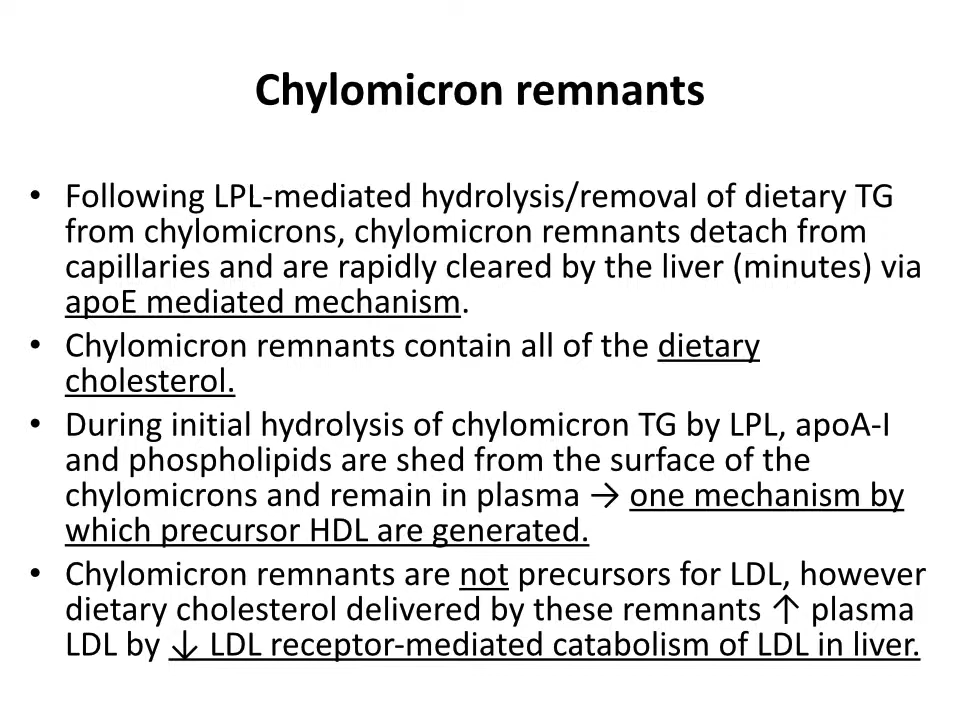 Chylomicron remnants
• Following LPL-mediated hydrolysis/removal of dietary TG
from chylomicrons, chylomicron remnants detach from
capillaries and are rapidly cleared by the liver (minutes) via
apoE mediated mechanism.
• Chylomicron remnants contain all of the dietary
cholesterol.
• During initial hydrolysis of chylomicron TG by LPL, apoA-I
and phospholipids are shed from the surface of the
chylomicrons and remain in plasma → one mechanism by
which precursor HDL are generated.
• Chylomicron remnants are not precursors for LDL, however
dietary cholesterol delivered by these remnants ↑ plasma
LDL by ↓ LDL receptor-mediated catabolism of LDL in liver.